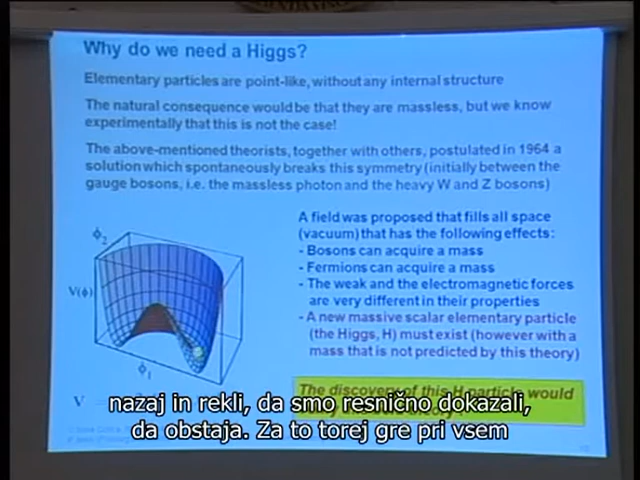 Why do we need a Higgs?
Elementary particles are point-like, without any internal structure
The natural consequence would be that they are massless, but we know
experimentally that this is not the case!
The above-mentioned theorists, together with others, postulated in 1964 a
solution which spontaneously breaks this symmetry (initially between the
gauge bosons, i.e. the massless photon and the heavy W and Z bosons)
A field was proposed that fills all space
(vacuum) that has the following effects:
- Bosons can acquire a mass
- Fermions can acquire a mass
- The weak and the electromagnetic forces
are very different in their properties
- A new massive scalar elementary particle
(the Higgs, H) must exist (however with a
mass that is not predicted by this theory)
ϕ2
V(ϕ)
ϕ1
V =
The discovery of this H particle would
nazaj in rekli, da smo resnično dokazali,
da obstaja. Za to torej gre pri vsem